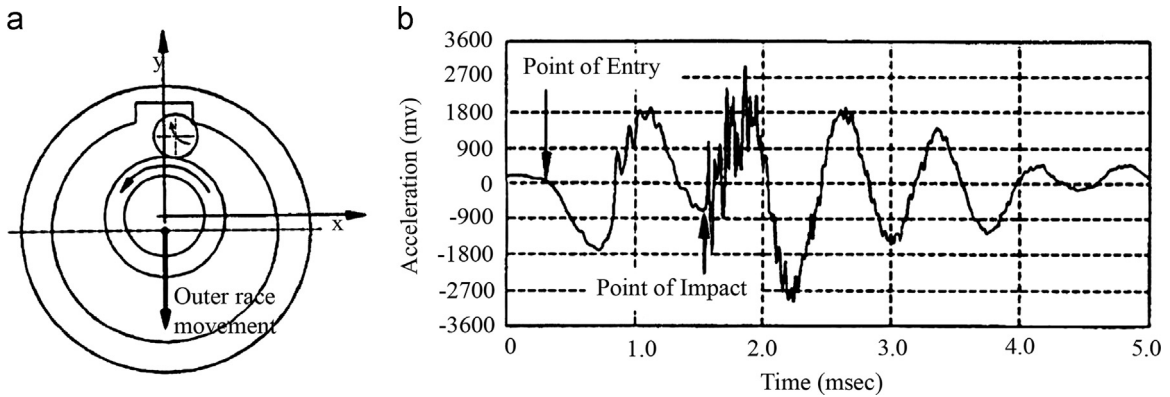 a
y
x
Outer race
movement
b
3600
2700
1800
900
0
-900
-1800
-2700
-3600
Acceleration (mv)
Point of Entry
Point of Impact
0
1.0
2.0
3.0
4.0
5.0
Time (msec)